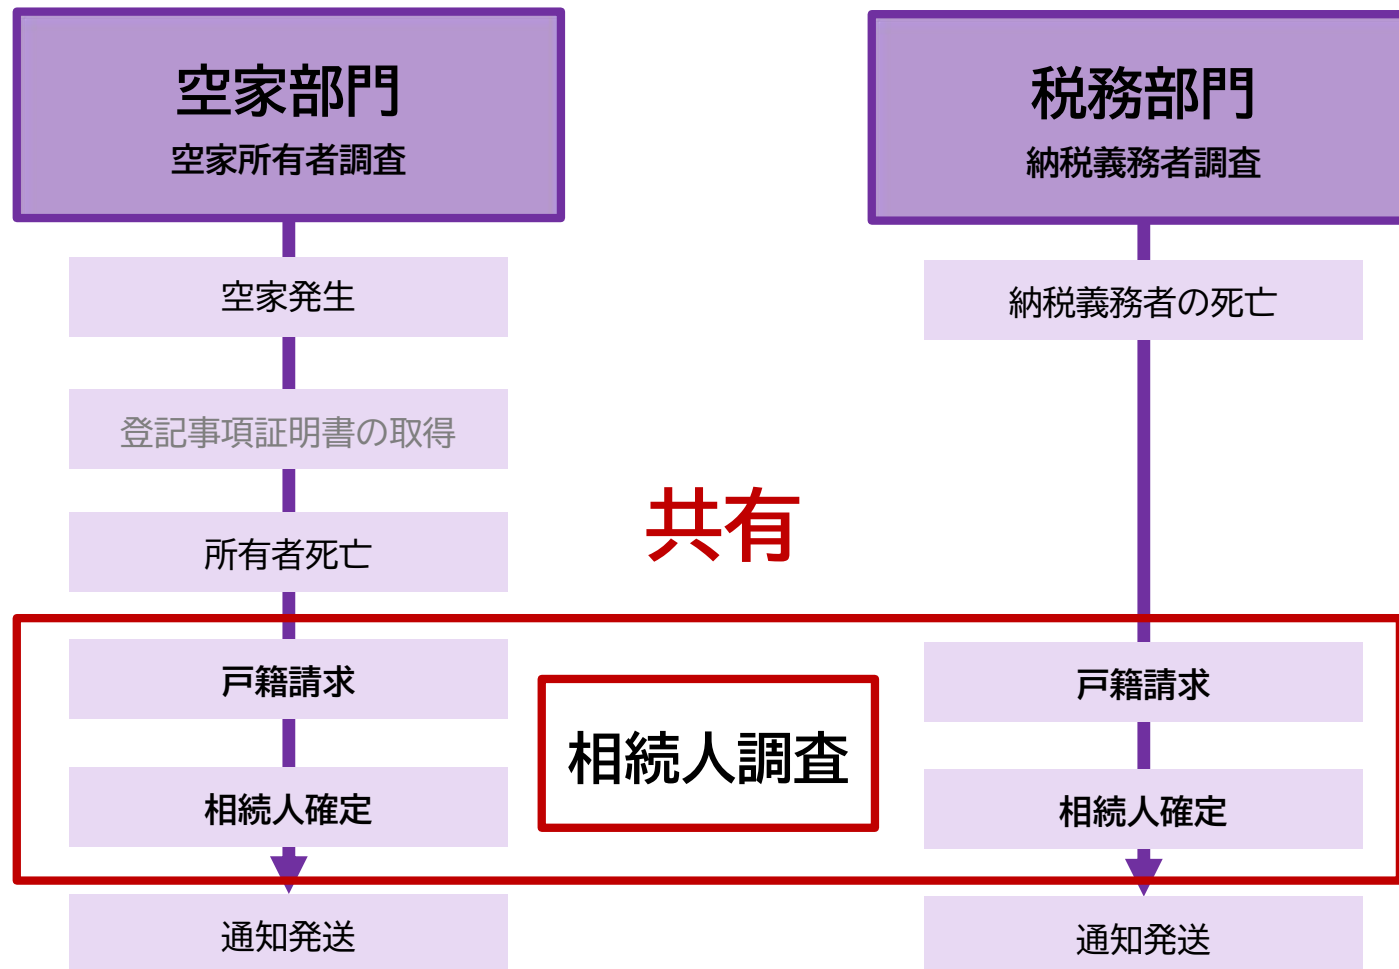 空家部門
空家所有者調査
空家発生
登記事項証明書の取得
所有者死亡
戸籍請求
相続人確定
通知発送
共有
相続人調査
税務部門
納税義務者調査
納税義務者の死亡
戸籍請求
相続人確定
通知発送